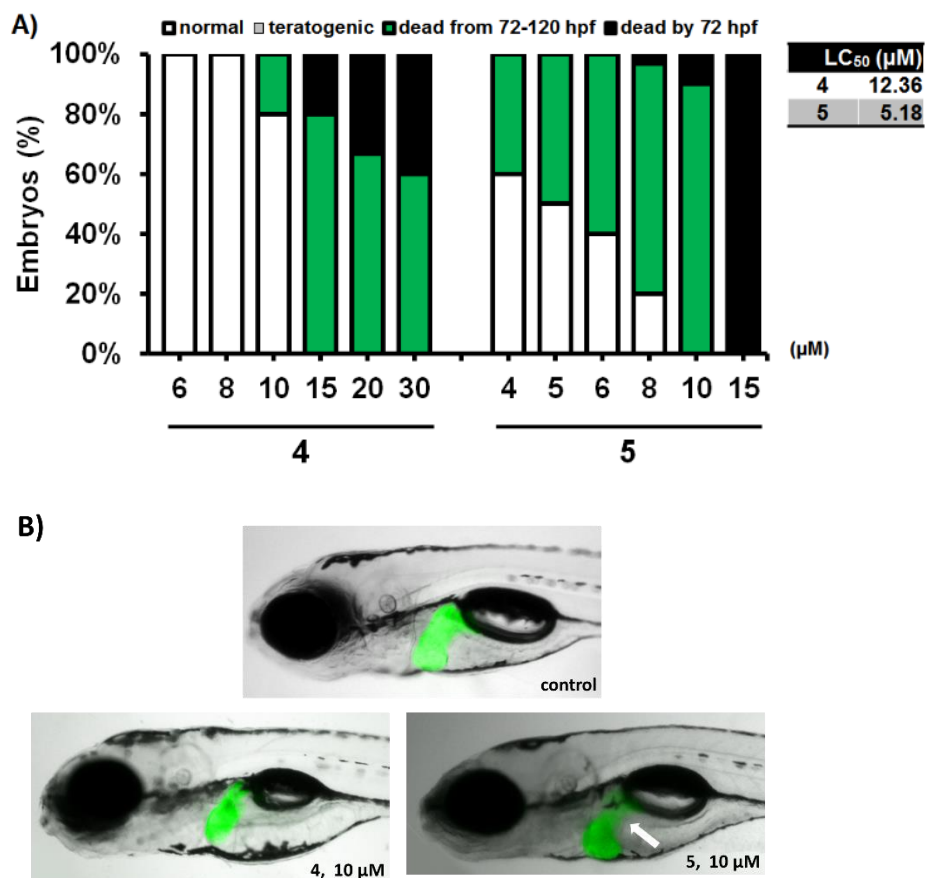 A)
normal teratogenic dead from 72-120 hpf dead by 72 hpf
100%
80%
60%
40%
20%
0%
Embryos (%)
6 8 10 15 20 30 4 5 6 8 10 15
(µM)
4 5
LC₅₀ (µM)
4 12.36
5 5.18
B)
control
4, 10 µM
5, 10 µM